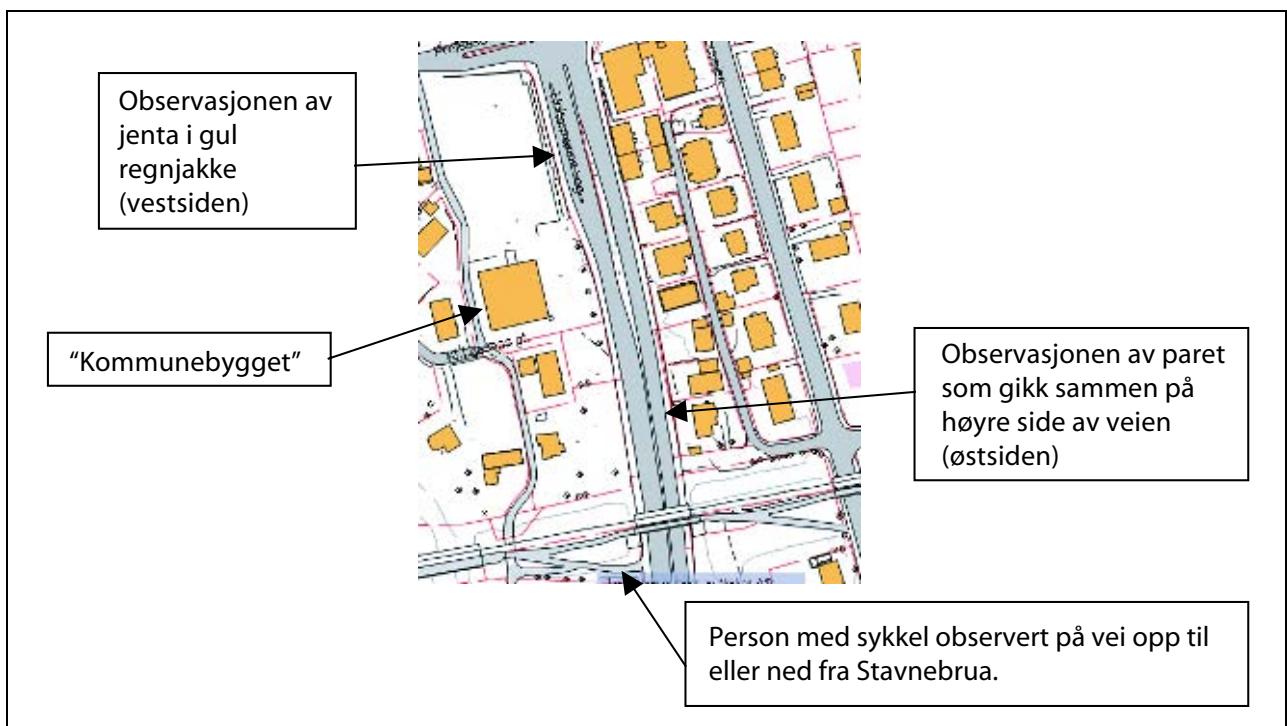 Observasjonen av
jenta i gul
regnjakke
(vestsiden)
“Kommunebygget”
Observasjonen av paret
som gikk sammen på
høyre side av veien
(østsiden)
Person med sykkel observert på vei opp til
eller ned fra Stavnebrua.